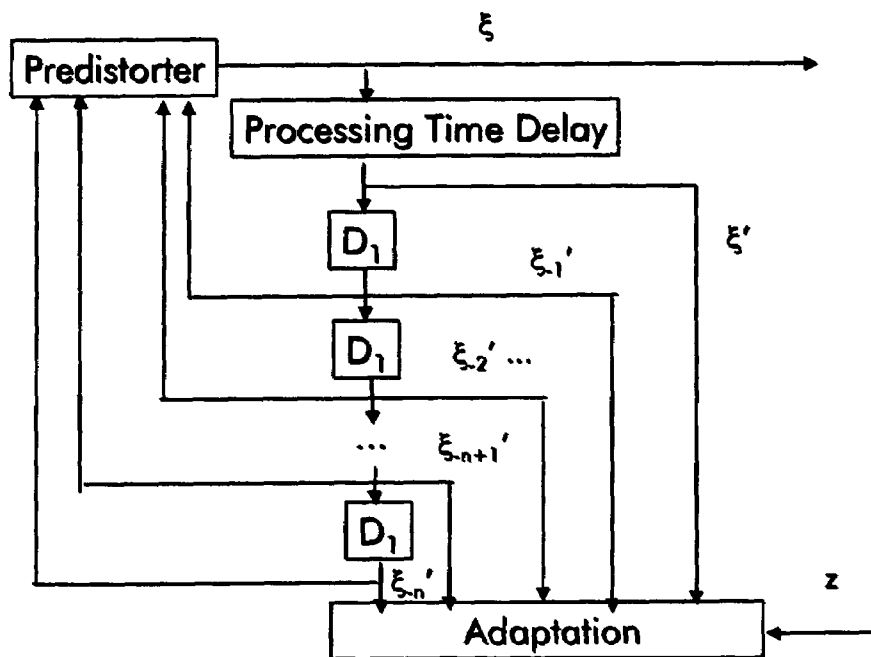 ξ
Predistorter
Processing Time Delay
D₁
ξ'
ξ-1'
D₁
ξ-2' ...
... ξ-n+1'
D₁
ξ-n'
z
Adaptation